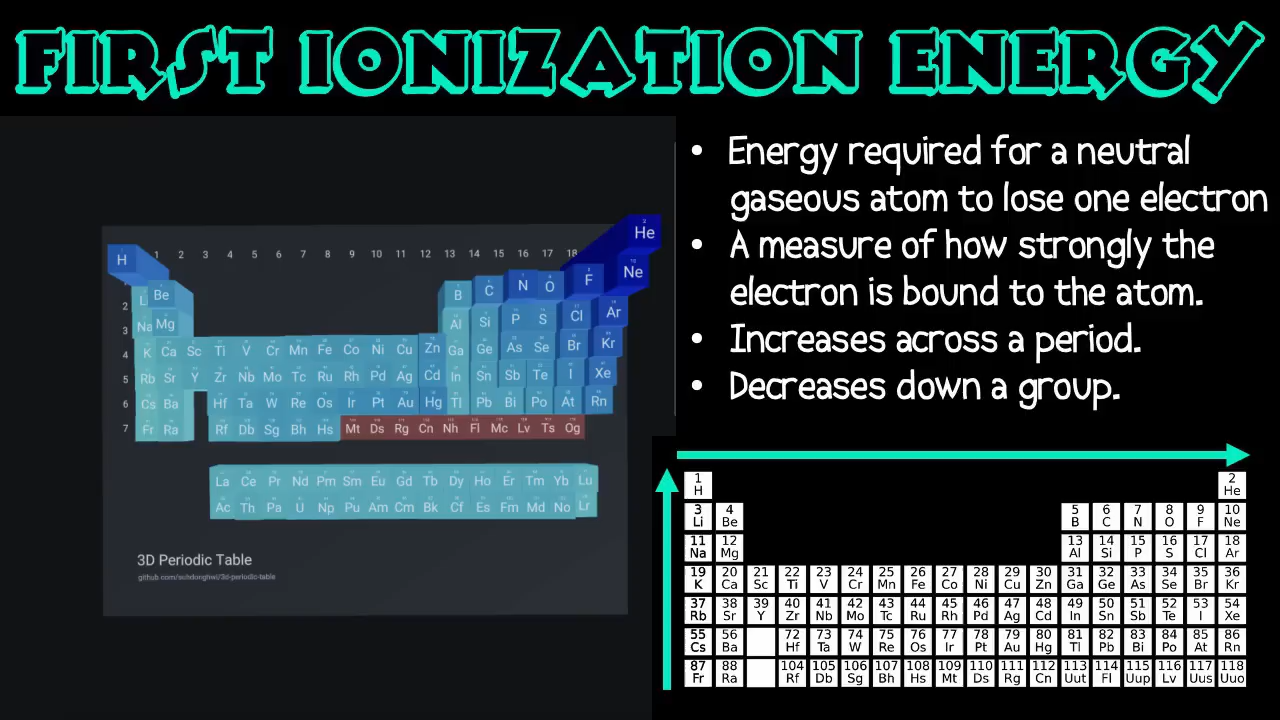 FIRST IONIZATION ENERGY
• Energy required for a neutral
gaseous atom to lose one electron
• A measure of how strongly the
electron is bound to the atom.
• Increases across a period.
• Decreases down a group.
1 2 3 4 5 6 7 8 9 10 11 12 13 14 15 16 17 18
H He
Be B C N O F Ne
2
Na Mg Al Si P S Cl Ar
3
4 K Ca Sc Ti V Cr Mn Fe Co Ni Cu Zn Ga Ge As Se Br Kr
5 Rb Sr Y Zr Nb Mo Tc Ru Rh Pd Ag Cd In Sn Sb Te I Xe
6 Cs Ba Hf Ta W Re Os Ir Pt Au Hg Tl Pb Bi Po At Rn
7 Fr Ra Rf Db Sg Bh Hs Mt Ds Rg Cn Nh Fl Mc Lv Ts Og
La Ce Pr Nd Pm Sm Eu Gd Tb Dy Ho Er Tm Yb Lu
Ac Th Pa U Np Pu Am Cm Bk Cf Es Fm Md No Lr
3D Periodic Table
github.com/suhdonghwi/3d-periodic-table
1 2
H He
3 4 5 6 7 8 9 10
Li Be B C N O F Ne
11 12 13 14 15 16 17 18
Na Mg Al Si P S Cl Ar
19 20 21 22 23 24 25 26 27 28 29 30 31 32 33 34 35 36
K Ca Sc Ti V Cr Mn Fe Co Ni Cu Zn Ga Ge As Se Br Kr
37 38 39 40 41 42 43 44 45 46 47 48 49 50 51 52 53 54
Rb Sr Y Zr Nb Mo Tc Ru Rh Pd Ag Cd In Sn Sb Te I Xe
55 56 72 73 74 75 76 77 78 79 80 81 82 83 84 85 86
Cs Ba Hf Ta W Re Os Ir Pt Au Hg Tl Pb Bi Po At Rn
87 88 104 105 106 107 108 109 110 111 112 113 114 115 116 117 118
Fr Ra Rf Db Sg Bh Hs Mt Ds Rg Cn Uut Fl Uup Lv Uus Uuo